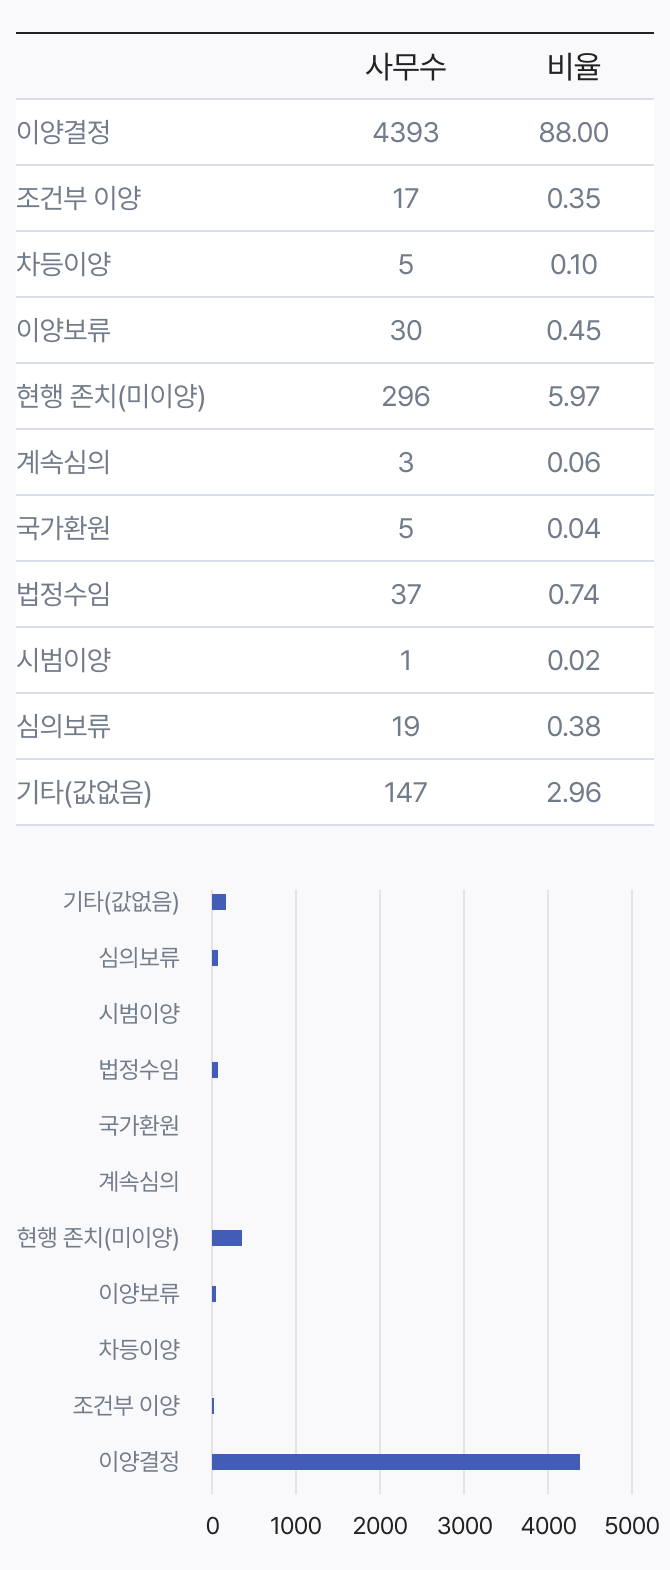 사무수 비율
이양결정 4393 88.00
조건부 이양 17 0.35
차등이양 5 0.10
이양보류 30 0.45
현행 존치(미이양) 296 5.97
계속심의 3 0.06
국가환원 5 0.04
법정수임 37 0.74
시범이양 1 0.02
심의보류 19 0.38
기타(값없음) 147 2.96
기타(값없음)
심의보류
시범이양
법정수임
국가환원
계속심의
현행 존치(미이양)
이양보류
차등이양
조건부 이양
이양결정
0 1000 2000 3000 4000 5000